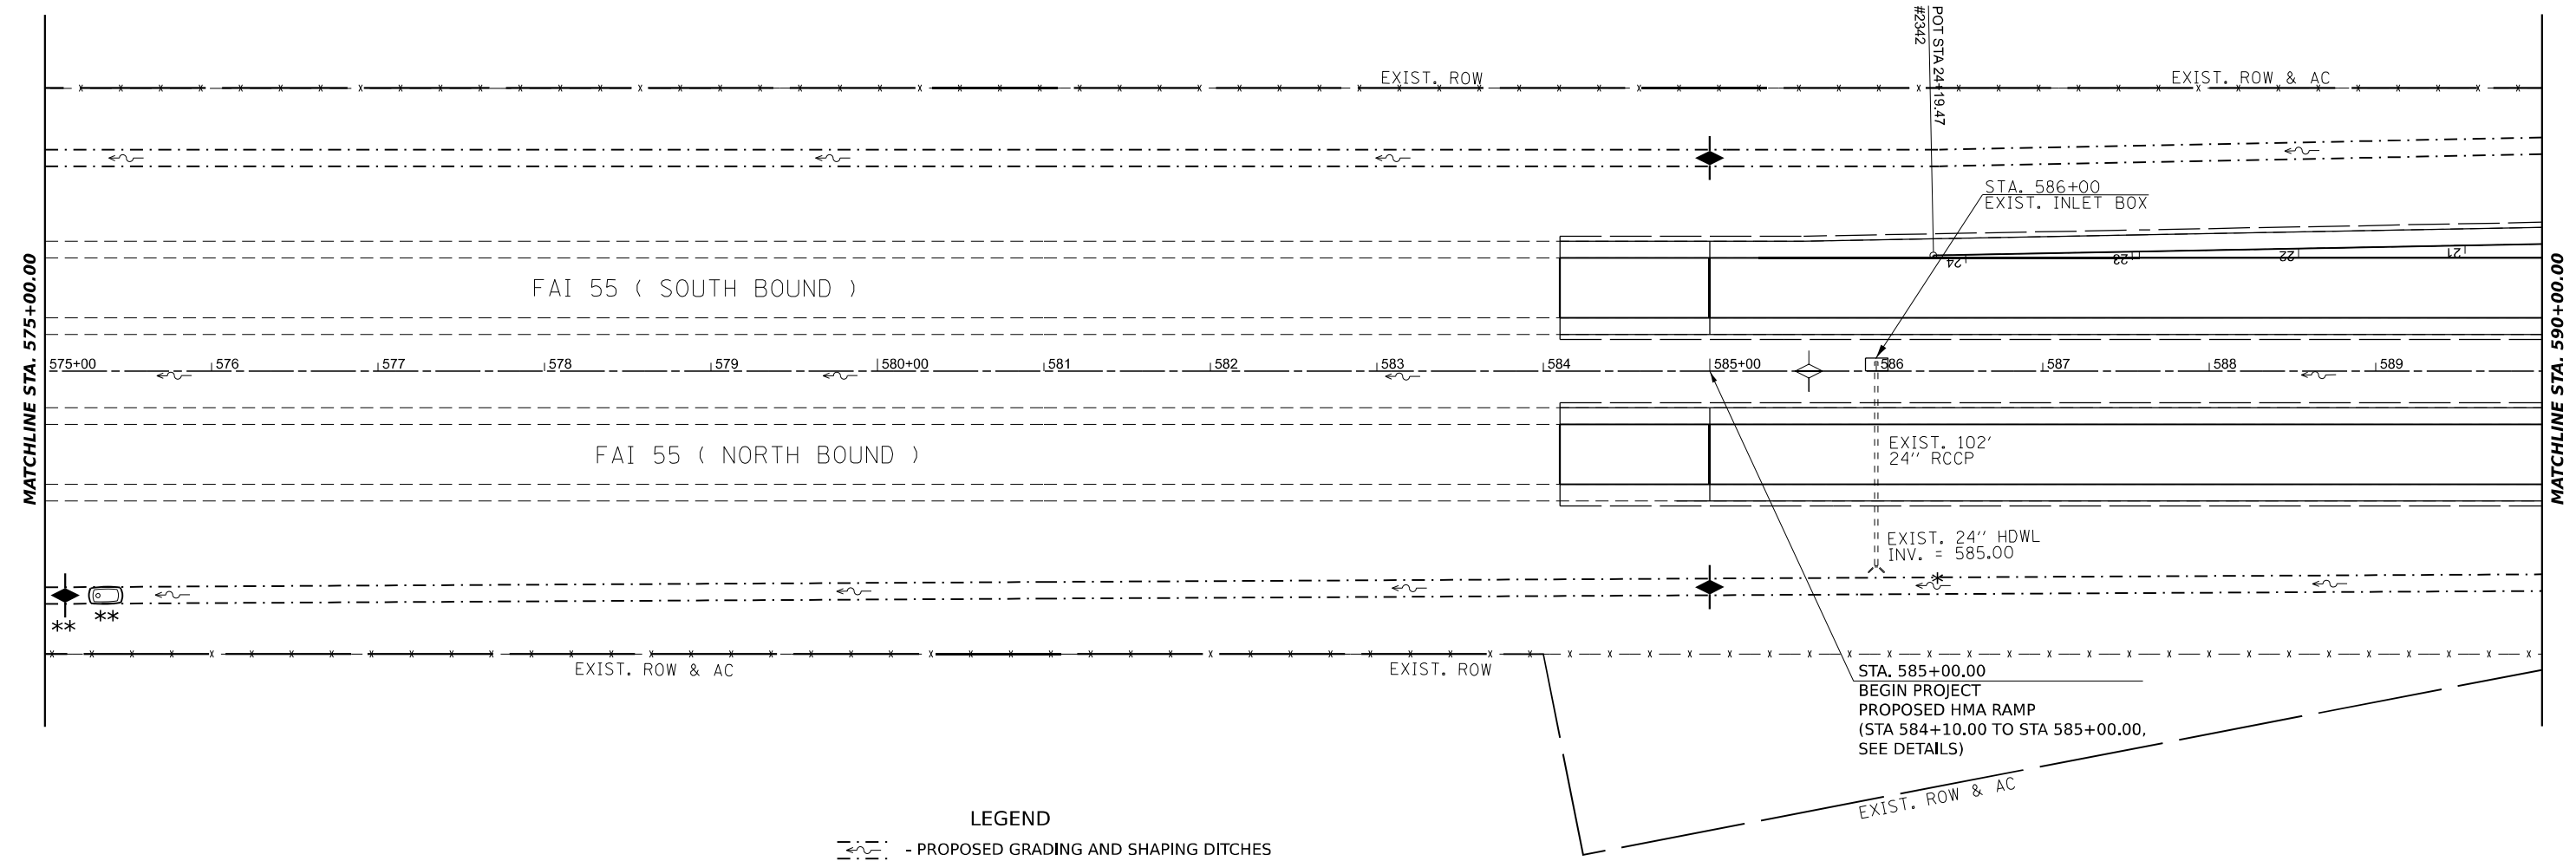 POT STA 24+19.47
#2342
EXIST. ROW
EXIST. ROW & AC
STA. 586+00
EXIST. INLET BOX
24
23
22
21
FAI 55 ( SOUTH BOUND )
MATCHLINE STA. 575+00.00
MATCHLINE STA. 590+00.00
575+00
576
577
578
579
580+00
581
582
583
584
585+00
586
587
588
589
FAI 55 ( NORTH BOUND )
EXIST. 102'
24" RCCP
EXIST. 24" HDWL
INV. = 585.00
*
**
**
EXIST. ROW & AC
EXIST. ROW
STA. 585+00.00
BEGIN PROJECT
PROPOSED HMA RAMP
(STA 584+10.00 TO STA 585+00.00,
SEE DETAILS)
EXIST. ROW & AC
LEGEND
- PROPOSED GRADING AND SHAPING DITCHES